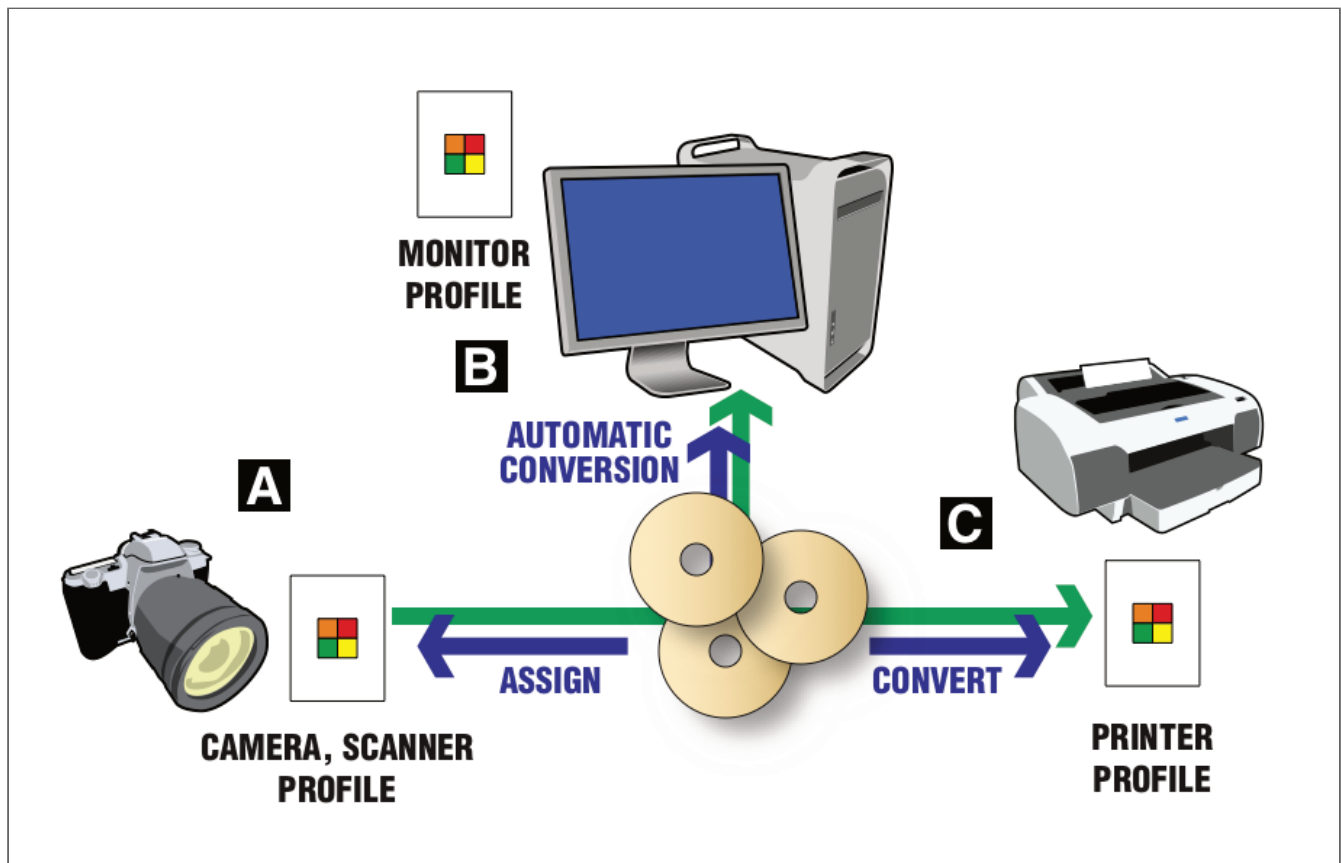 MONITOR
PROFILE
B
AUTOMATIC
CONVERSION
A
C
ASSIGN
CONVERT
CAMERA, SCANNER
PROFILE
PRINTER
PROFILE